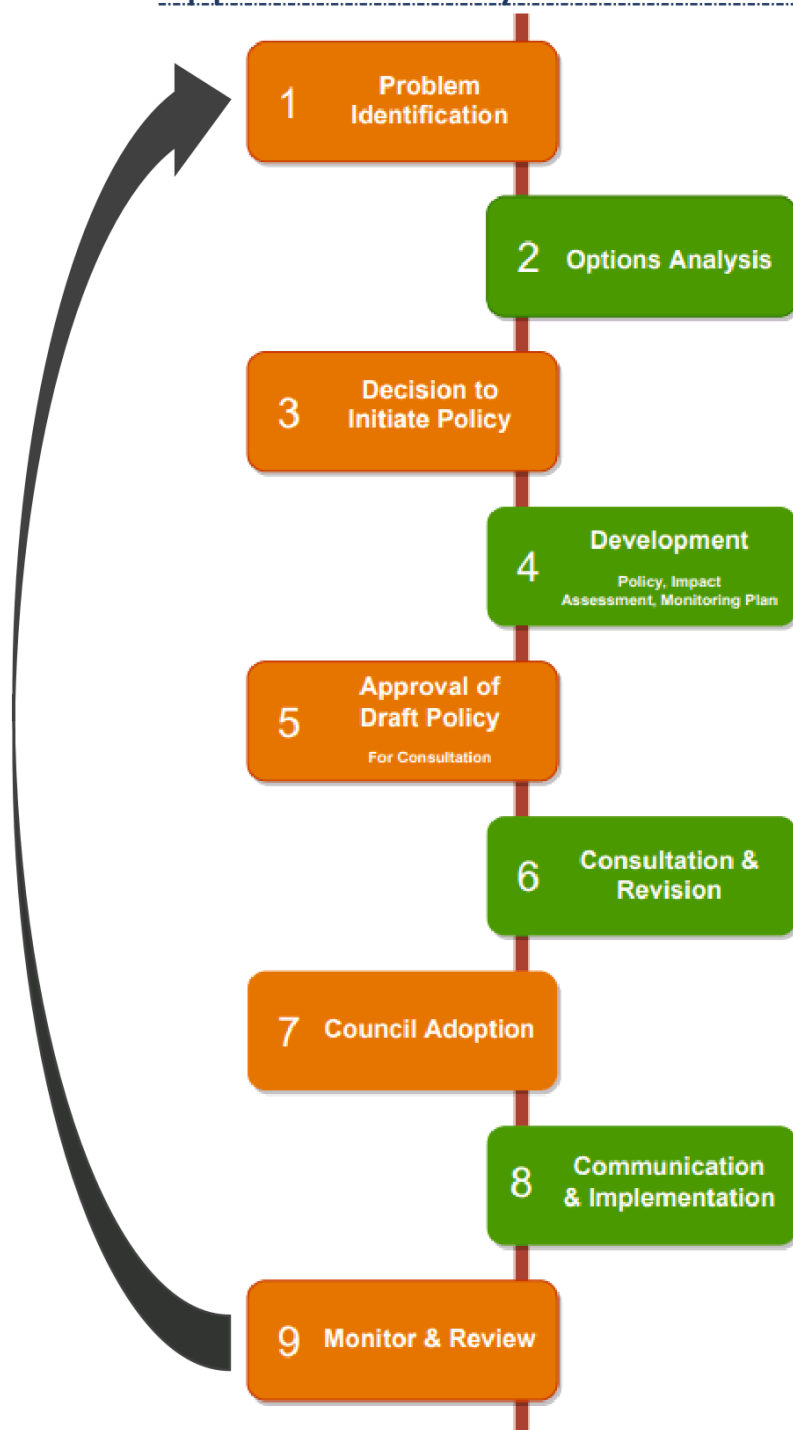 1
Problem
Identification
2
Options Analysis
3
Decision to
Initiate Policy
4
Development
Policy, Impact
Assessment, Monitoring Plan
5
Approval of
Draft Policy
For Consultation
6
Consultation &
Revision
7
Council Adoption
8
Communication
& Implementation
9
Monitor & Review